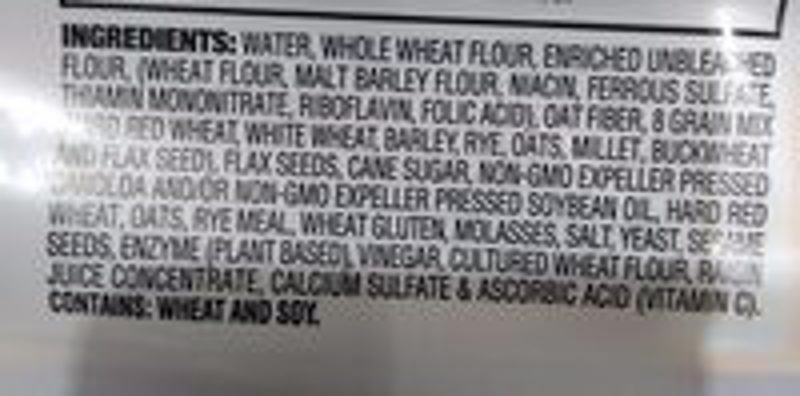 INGREDIENTS: WATER, WHOLE WHEAT FLOUR, ENRICHED UNBLEACHED
FLOUR, (WHEAT FLOUR, MALT BARLEY FLOUR, NIACIN, FERROUS SULFATE,
THIAMIN MONONITRATE, RIBOFLAVIN, FOLIC ACID), OAT FIBER, 8 GRAIN MIX
RED WHEAT, WHITE WHEAT, BARLEY, RYE, OATS, MILLET, BUCKWHEAT
AND FLAX SEED), FLAX SEEDS, CANE SUGAR, NON-GMO EXPELLER PRESSED
AND/OR NON-GMO EXPELLER PRESSED SOYBEAN OIL, HARD RED
WHEAT, OATS, RYE MEAL, WHEAT GLUTEN, MOLASSES, SALT, YEAST, SESAME
SEEDS, ENZYME (PLANT BASED), VINEGAR, CULTURED WHEAT FLOUR, RAISIN
JUICE CONCENTRATE, CALCIUM SULFATE & ASCORBIC ACID (VITAMIN C).
CONTAINS: WHEAT AND SOY.